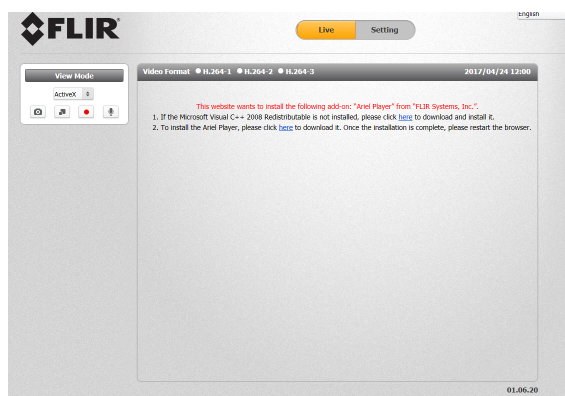 FLIR
Live
Setting
English
View Mode
ActiveX
Video Format H.264-1 H.264-2 H.264-3
2017/04/24 12:00
This website wants to install the following add-on; "Ariel Player" from "FLIR Systems, Inc.".
1. If the Microsoft Visual C++ 2008 Redistributable is not installed, please click here to download and install it.
2. To install the Ariel Player, please click here to download it. Once the installation is complete, please restart the browser.
01.06.20